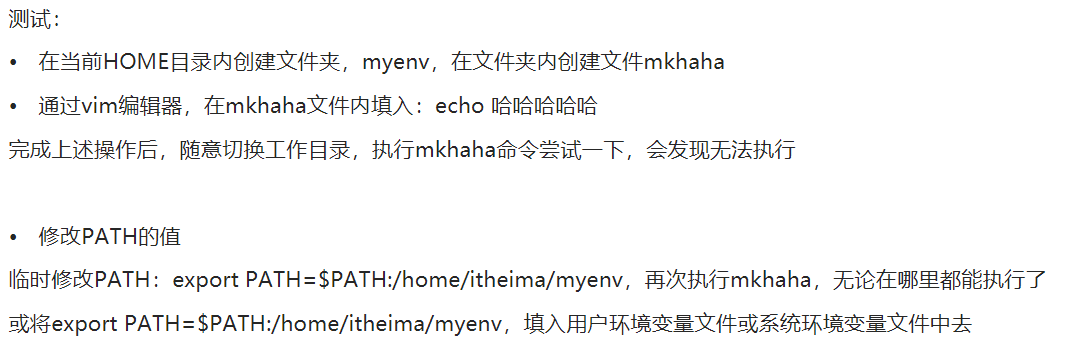 测试：
• 在当前HOME目录内创建文件夹，myenv，在文件夹内创建文件mkhaha
• 通过vim编辑器，在mkhaha文件内填入：echo 哈哈哈哈哈
完成上述操作后，随意切换工作目录，执行mkhaha命令尝试一下，会发现无法执行
• 修改PATH的值
临时修改PATH：export PATH=$PATH:/home/itheima/myenv，再次执行mkhaha，无论在哪里都能执行了
或将export PATH=$PATH:/home/itheima/myenv，填入用户环境变量文件或系统环境变量文件中去